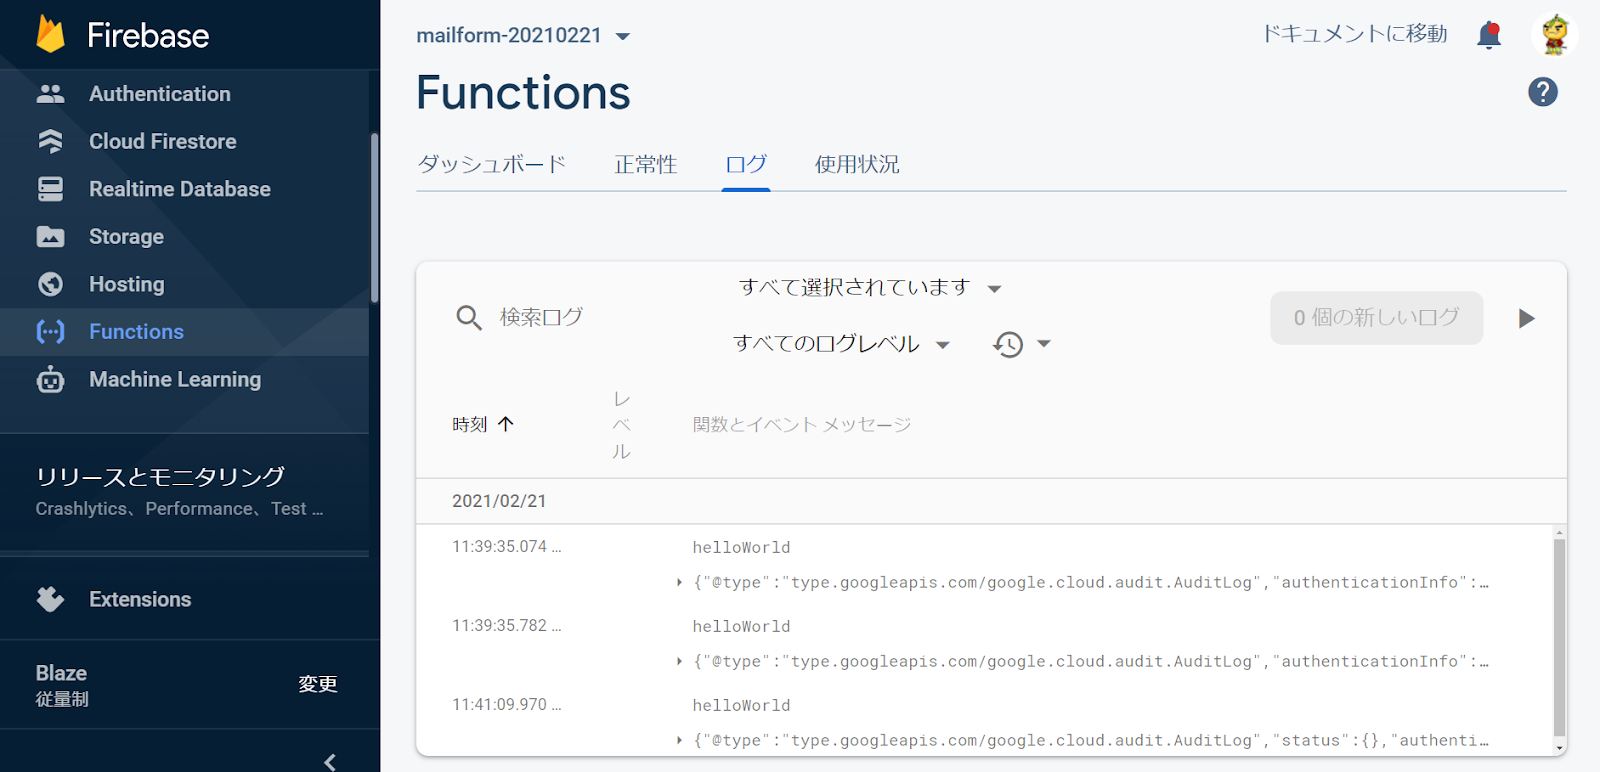 Firebase
Authentication
Cloud Firestore
Realtime Database
Storage
Hosting
Functions
Machine Learning
リリースとモニタリング
Crashlytics、Performance、Test ...
Extensions
Blaze
従量制
変更
mailform-20210221
ドキュメントに移動
Functions
?
ダッシュボード
正常性
ログ
使用状況
検索ログ
すべて選択されています
すべてのログレベル
0 個の新しいログ
時刻 ↑
レベル
関数とイベント メッセージ
2021/02/21
11:39:35.074 ...
helloWorld
{"@type":"type.googleapis.com/google.cloud.audit.AuditLog","authenticationInfo":…
11:39:35.782 ...
helloWorld
{"@type":"type.googleapis.com/google.cloud.audit.AuditLog","authenticationInfo":…
11:41:09.970 ...
helloWorld
{"@type":"type.googleapis.com/google.cloud.audit.AuditLog","status":{},"authenti…